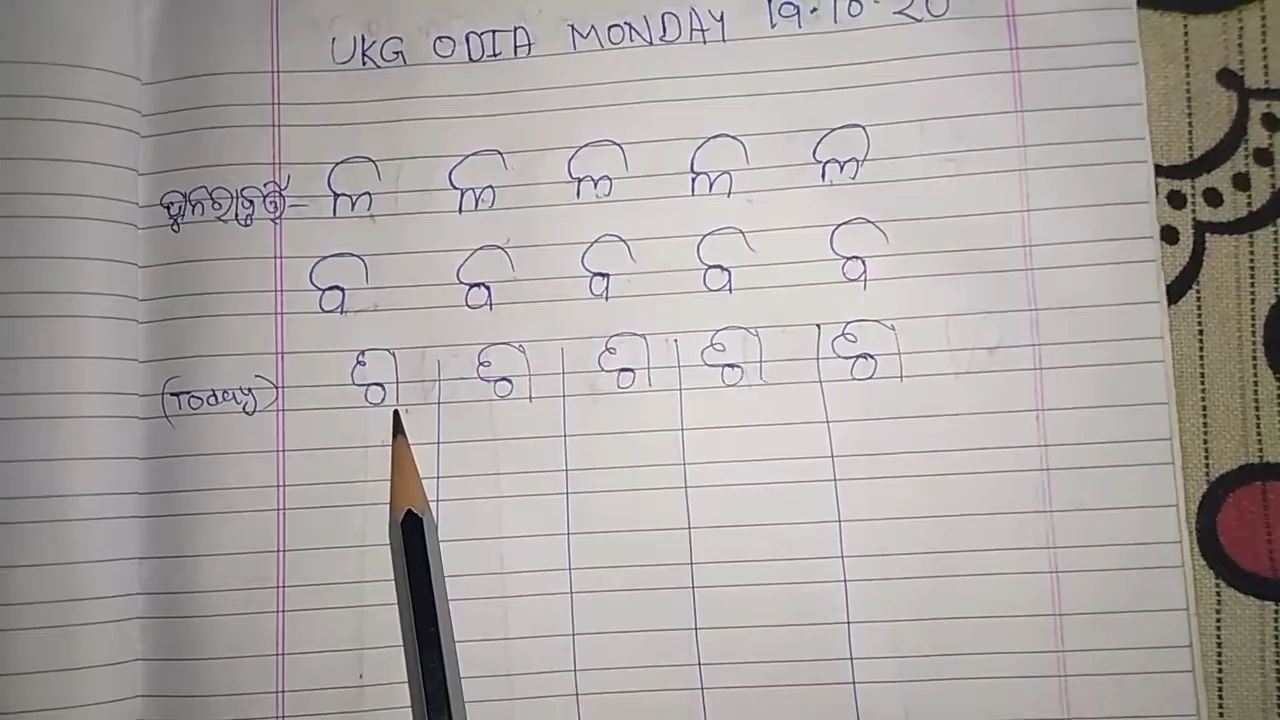 UKG ODIA MONDAY 19.10.20
ପୁନରାବୃତ୍ତି- ଲ ଲ ଲ ଲ ଲ
ଳ ଳ ଳ ଳ ଳ
(Today) ଶ ଶ ଶ ଶ ଶ